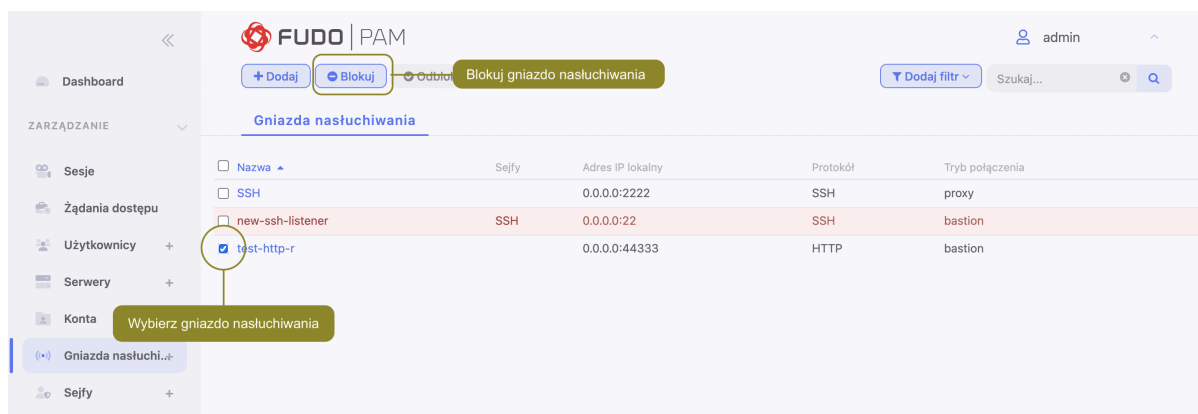 FUDO PAM
admin
Dashboard
+ Dodaj
Blokuj
Blokuj gniazdo nasłuchiwania
Dodaj filtr
Szukaj...
ZARZĄDZANIE
Gniazda nasłuchiwania
Nazwa Sejfy Adres IP lokalny Protokół Tryb połączenia
Sesje
SSH 0.0.0.0:2222 SSH proxy
Żądania dostępu
new-ssh-listener SSH 0.0.0.0:22 SSH bastion
Użytkownicy +
test-http-r 0.0.0.0:44333 HTTP bastion
Serwery +
Konta
Wybierz gniazdo nasłuchiwania
Gniazda nasłuchi..+
Sejfy +